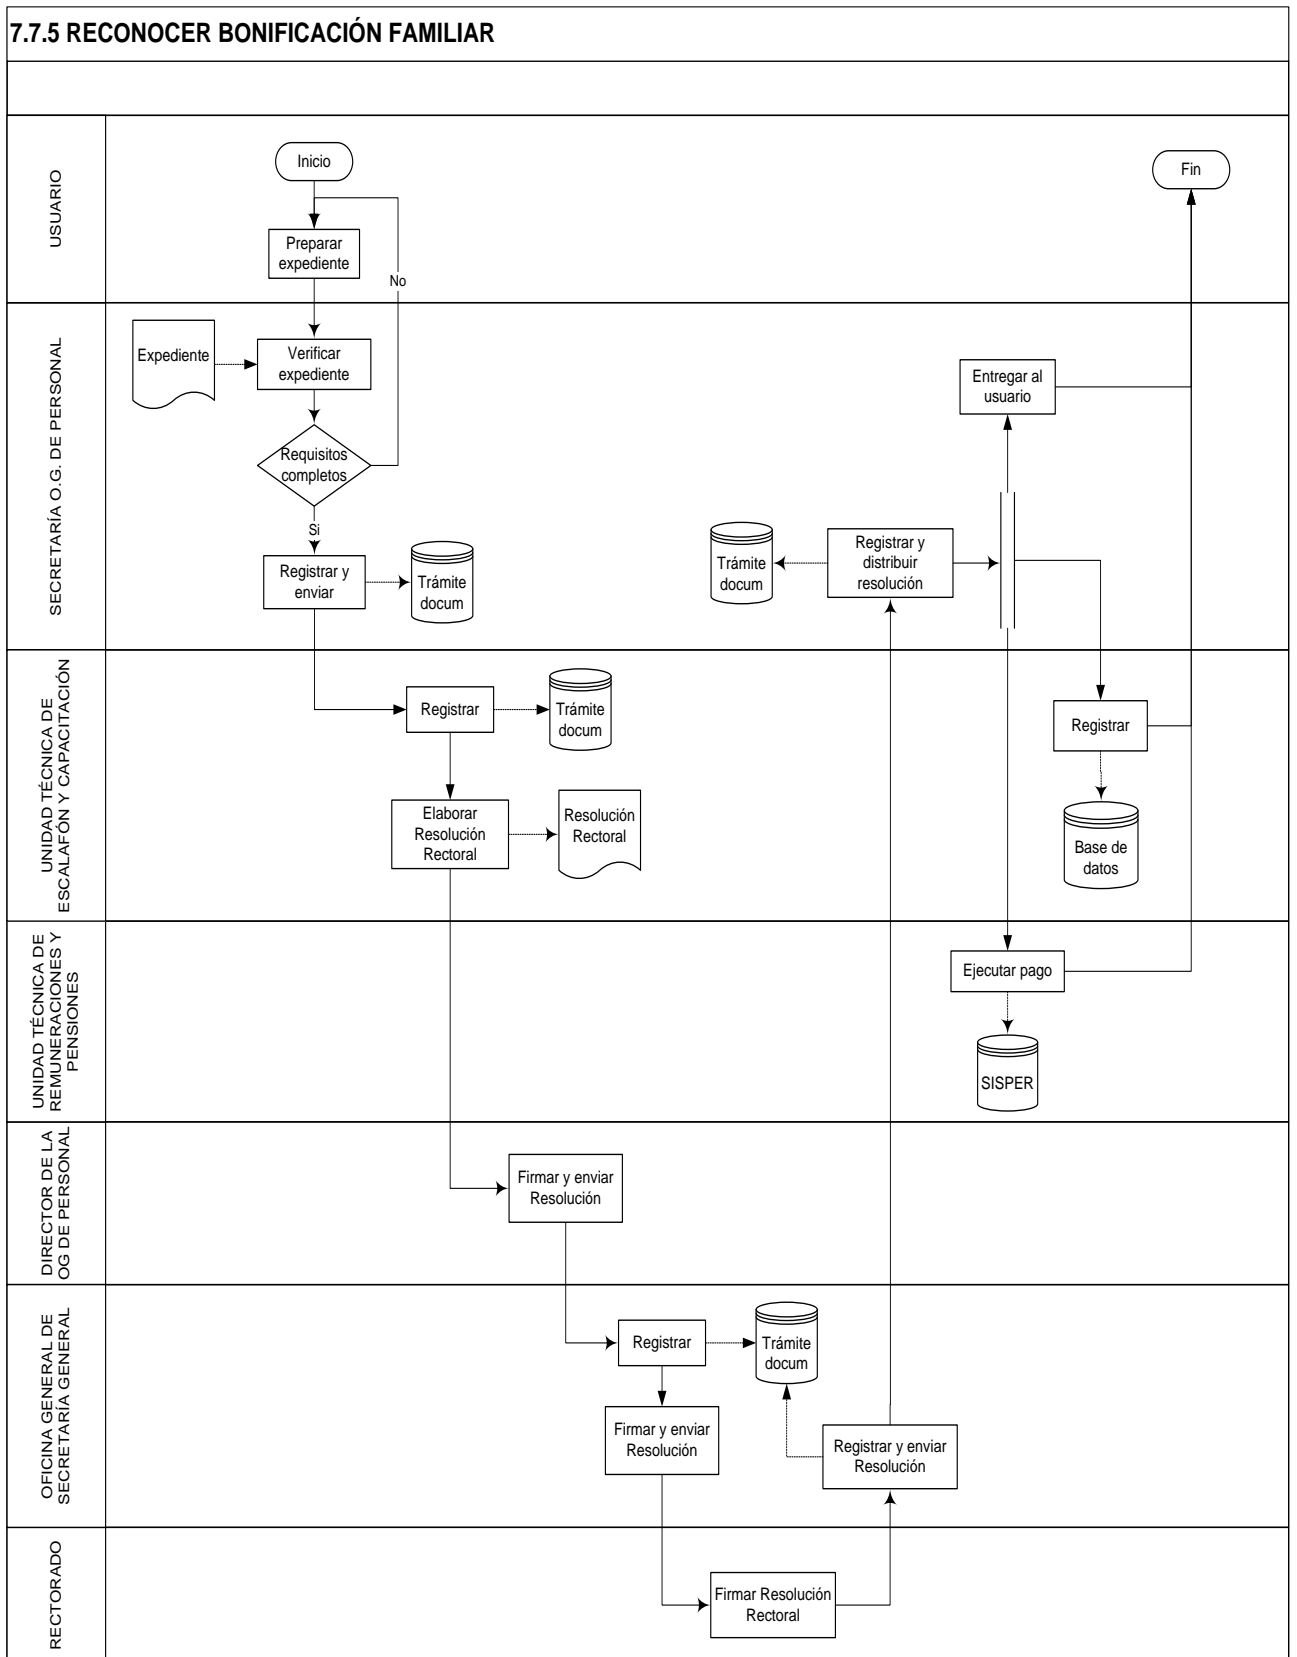 7.7.5 RECONOCER BONIFICACIÓN FAMILIAR
USUARIO
Inicio
Fin
Preparar
expediente
No
SECRETARÍA O.G. DE PERSONAL
Expediente
Verificar
expediente
Entregar al
usuario
Requisitos
completos
Si
Registrar y
enviar
Trámite
docum
Trámite
docum
Registrar y
distribuir
resolución
UNIDAD TÉCNICA DE
ESCALAFÓN Y CAPACITACIÓN
Registrar
Trámite
docum
Registrar
Elaborar
Resolución
Rectoral
Resolución
Rectoral
Base de
datos
UNIDAD TÉCNICA DE
REMUNERACIONES Y
PENSIONES
Ejecutar pago
SISPER
DIRECTOR DE LA
OG DE PERSONAL
Firmar y enviar
Resolución
OFICINA GENERAL DE
SECRETARÍA GENERAL
Registrar
Trámite
docum
Firmar y enviar
Resolución
Registrar y enviar
Resolución
RECTORADO
Firmar Resolución
Rectoral